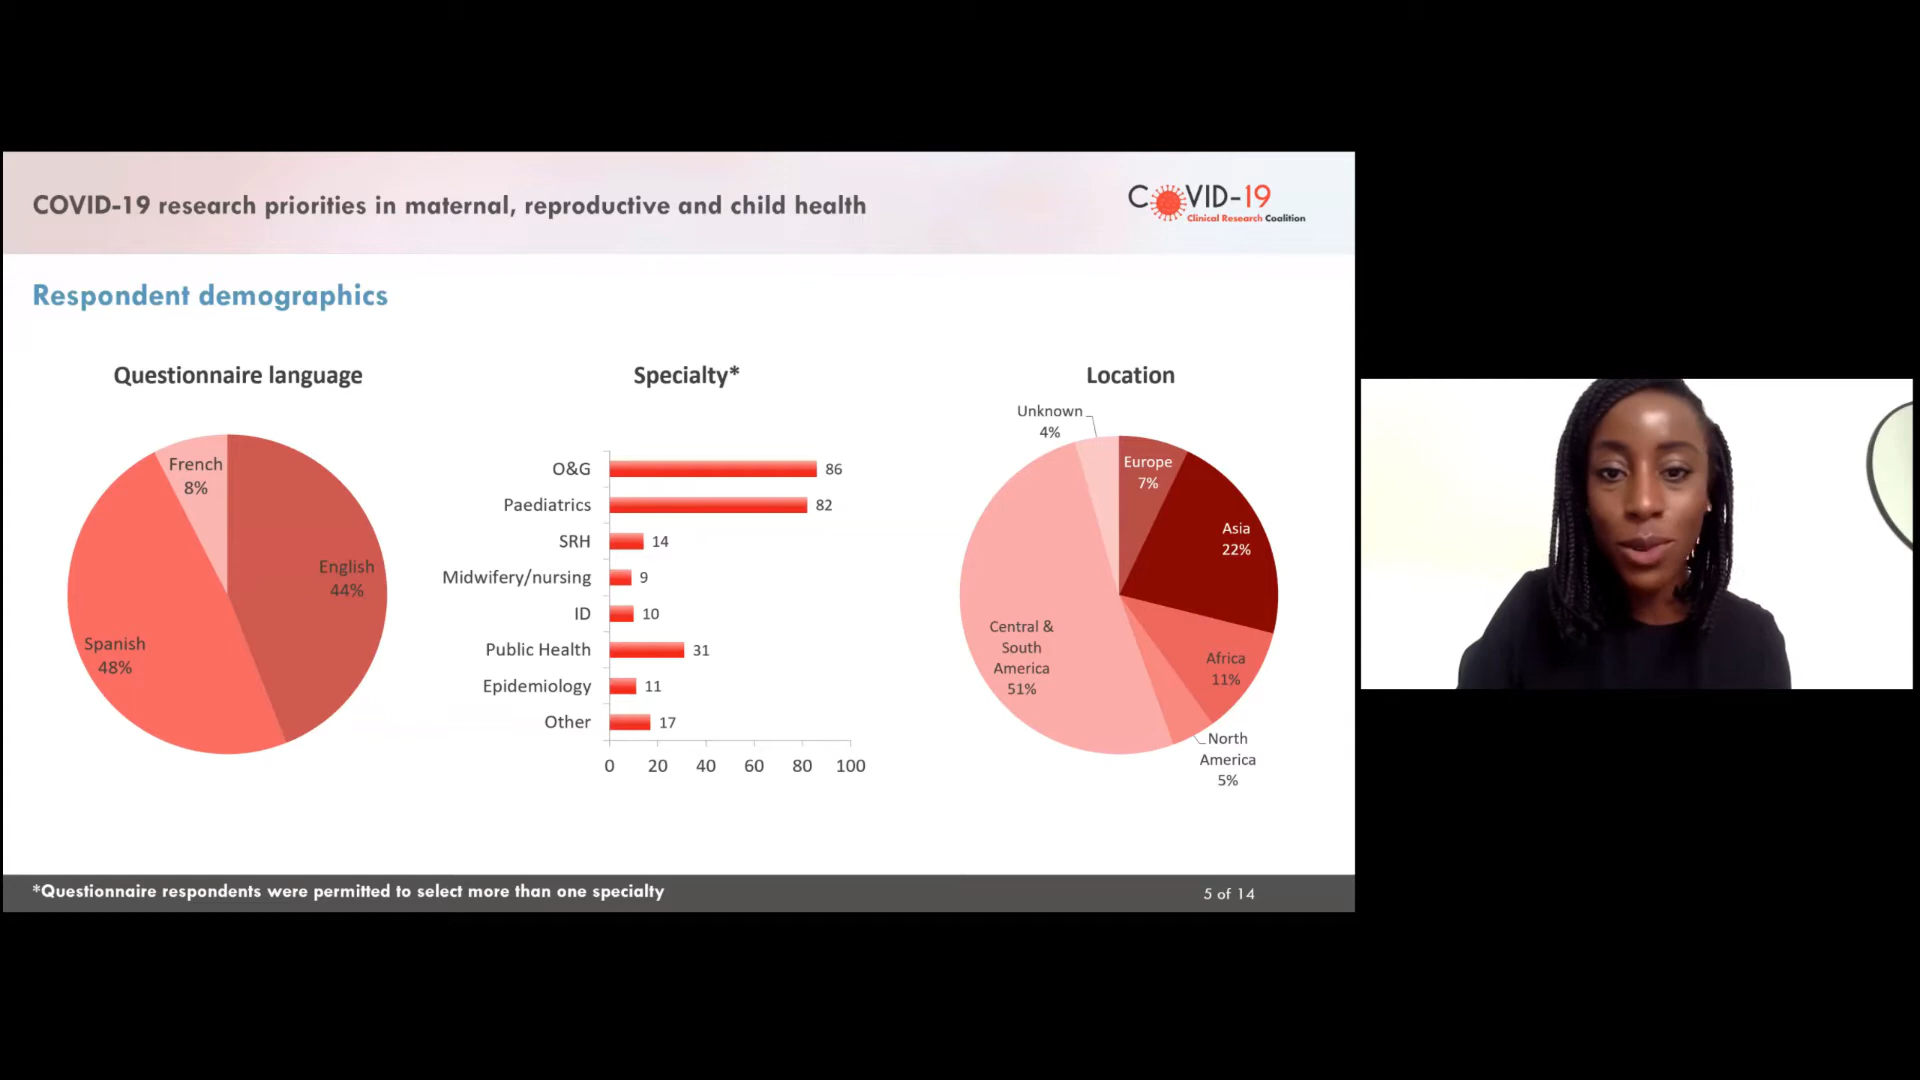 COVID-19 research priorities in maternal, reproductive and child health
COVID-19
Clinical Research Coalition
Respondent demographics
Questionnaire language
French
8%
English
44%
Spanish
48%
Specialty*
O&G 86
Paediatrics 82
SRH 14
Midwifery/nursing 9
ID 10
Public Health 31
Epidemiology 11
Other 17
0 20 40 60 80 100
Location
Unknown
4%
Europe
7%
Asia
22%
Central &
South
America
51%
Africa
11%
North
America
5%
*Questionnaire respondents were permitted to select more than one specialty
5 of 14